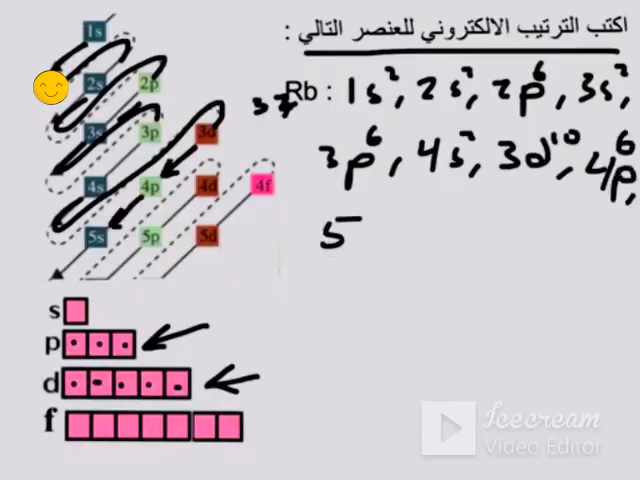 اكتب الترتيب الالكتروني للعنصر التالي :
Rb : 1s², 2s², 2p⁶, 3s²,
3p⁶, 4s², 3d¹⁰, 4p⁶,
5
37
1s
2s 2p
3s 3p 3d
4s 4p 4d 4f
5s 5p 5d
s
p
d
f
Icecream
Video Editor